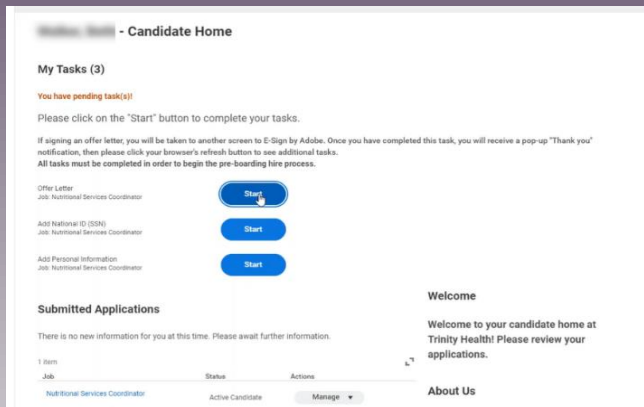 - Candidate Home
My Tasks (3)
You have pending task(s)!
Please click on the "Start" button to complete your tasks.
If signing an offer letter, you will be taken to another screen to E-Sign by Adobe. Once you have completed this task, you will receive a pop-up "Thank you"
notification, then please click your browser's refresh button to see additional tasks.
All tasks must be completed in order to begin the pre-boarding hire process.
Offer Letter
Job: Nutritional Services Coordinator
Start
Add National ID (SSN)
Job: Nutritional Services Coordinator
Start
Add Personal Information
Job: Nutritional Services Coordinator
Start
Submitted Applications
There is no new information for you at this time. Please await further information.
1 item
Job Status Actions
Nutritional Services Coordinator Active Candidate Manage
Welcome
Welcome to your candidate home at
Trinity Health! Please review your
applications.
About Us